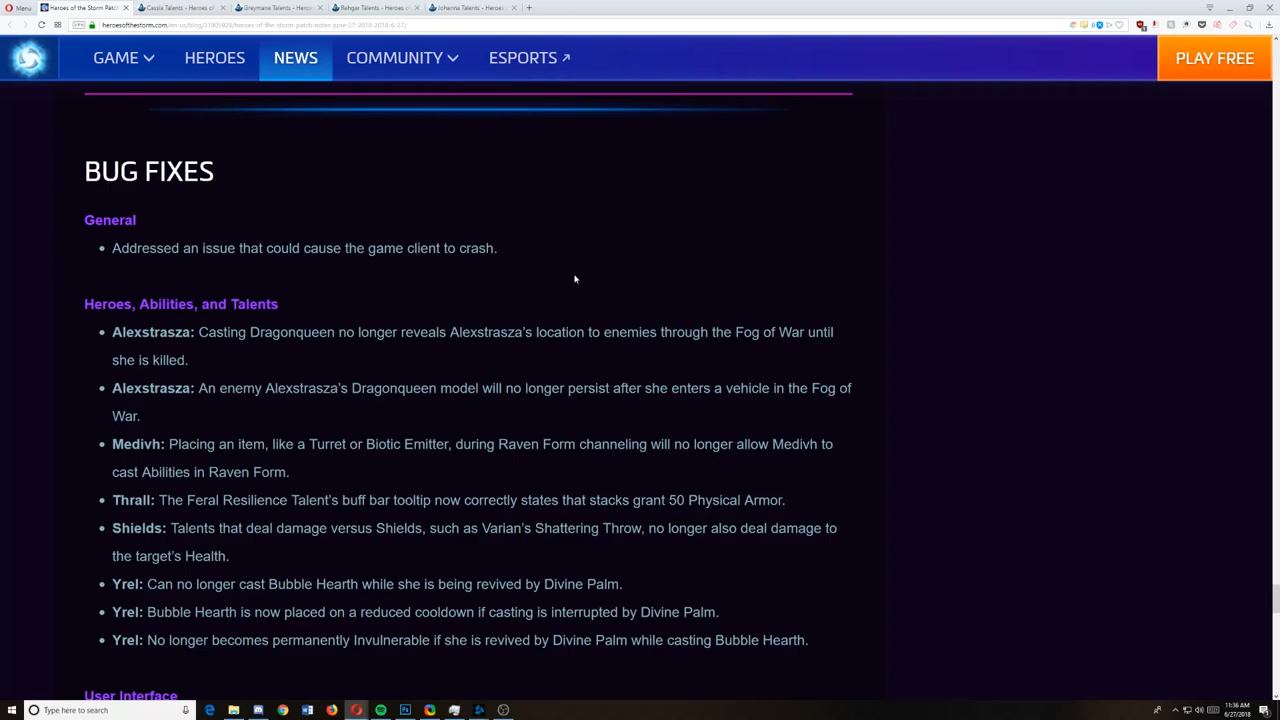 Menu
Heroes of the Storm Patch
Cassia Talents - Heroes of
Greymane Talents - Heroes
Rehgar Talents - Heroes of
Johanna Talents - Heroes
VPN
heroesofthestorm.com/en-us/blog/21905928/heroes-of-the-storm-patch-notes-june-27-2018-2018-6-27/
GAME
HEROES
NEWS
COMMUNITY
ESPORTS
PLAY FREE
BUG FIXES
General
Addressed an issue that could cause the game client to crash.
Heroes, Abilities, and Talents
Alexstrasza: Casting Dragonqueen no longer reveals Alexstrasza's location to enemies through the Fog of War until
she is killed.
Alexstrasza: An enemy Alexstrasza's Dragonqueen model will no longer persist after she enters a vehicle in the Fog of
War.
Medivh: Placing an item, like a Turret or Biotic Emitter, during Raven Form channeling will no longer allow Medivh to
cast Abilities in Raven Form.
Thrall: The Feral Resilience Talent's buff bar tooltip now correctly states that stacks grant 50 Physical Armor.
Shields: Talents that deal damage versus Shields, such as Varian's Shattering Throw, no longer also deal damage to
the target's Health.
Yrel: Can no longer cast Bubble Hearth while she is being revived by Divine Palm.
Yrel: Bubble Hearth is now placed on a reduced cooldown if casting is interrupted by Divine Palm.
Yrel: No longer becomes permanently Invulnerable if she is revived by Divine Palm while casting Bubble Hearth.
User Interface
Type here to search
11:36 AM
6/27/2018